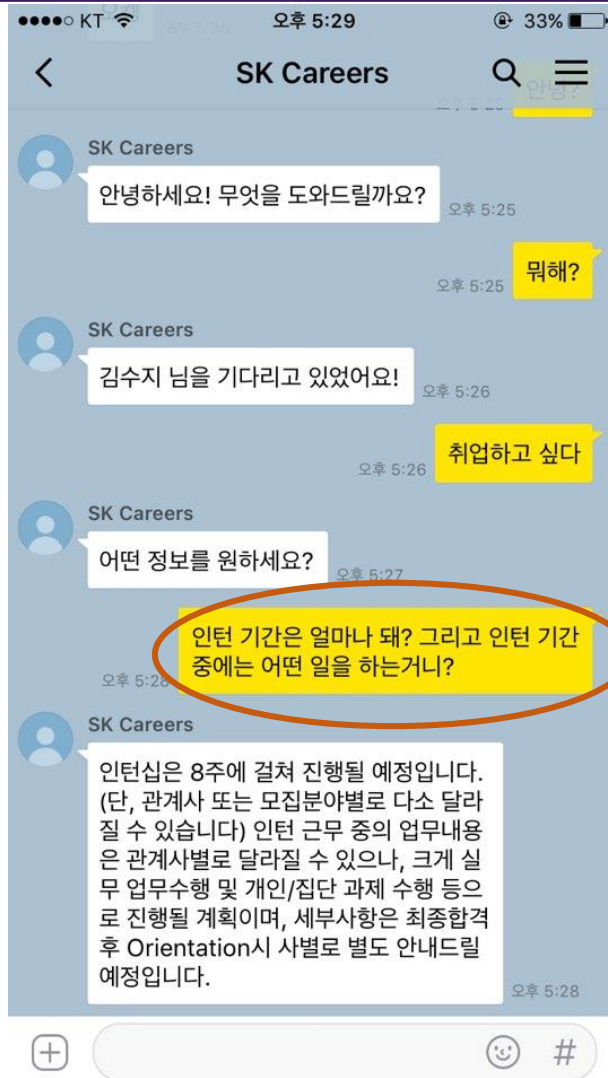 KT 오후 5:29 33%
SK Careers
안녕?
SK Careers
안녕하세요! 무엇을 도와드릴까요?
오후 5:25
뭐해?
오후 5:25
SK Careers
김수지 님을 기다리고 있었어요!
오후 5:26
취업하고 싶다
오후 5:26
SK Careers
어떤 정보를 원하세요?
오후 5:27
인턴 기간은 얼마나 돼? 그리고 인턴 기간
중에는 어떤 일을 하는거니?
오후 5:28
SK Careers
인턴십은 8주에 걸쳐 진행될 예정입니다.
(단, 관계사 또는 모집분야별로 다소 달라
질 수 있습니다) 인턴 근무 중의 업무내용
은 관계사별로 달라질 수 있으나, 크게 실
무 업무수행 및 개인/집단 과제 수행 등으
로 진행될 계획이며, 세부사항은 최종합격
후 Orientation시 사별로 별도 안내드릴
예정입니다.
오후 5:28
#